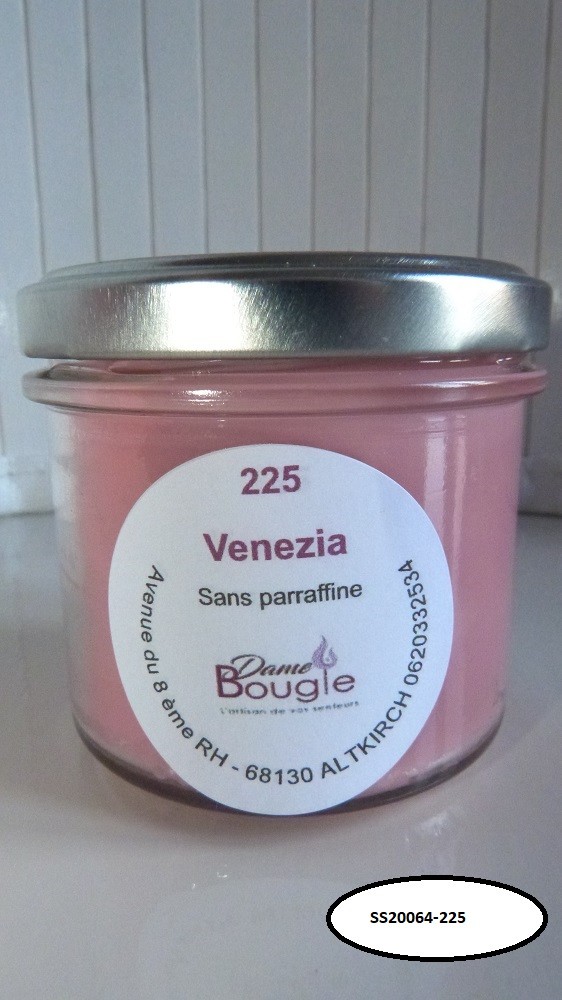 225
Venezia
Sans parraffine
Dame
Bougie
L'artisan de vos senteurs
Avenue du 8 ème RH - 68130 ALTKIRCH 0620332534
SS20064-225